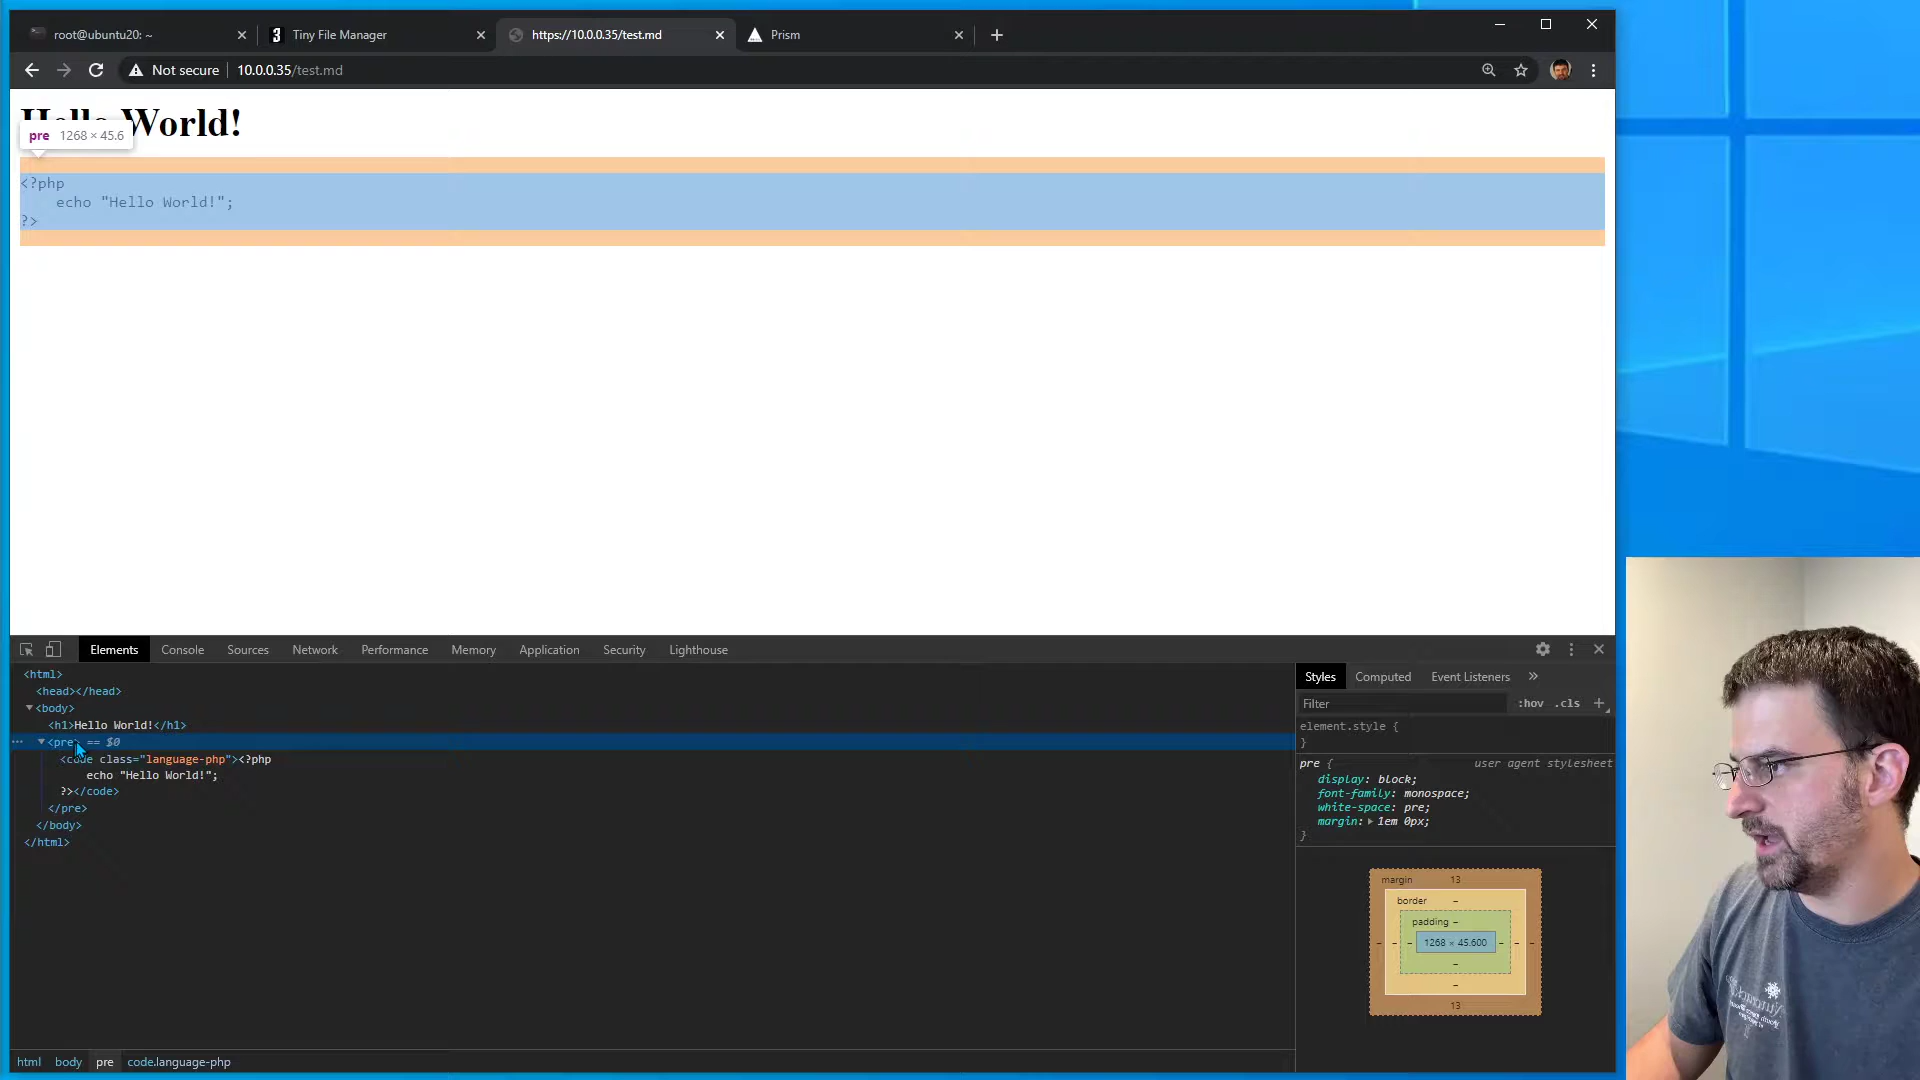 root@ubuntu20: ~
Tiny File Manager
https://10.0.0.35/test.md
Prism
Not secure
10.0.0.35/test.md
Hello World!
pre 1268 × 45.6
<?php
echo "Hello World!";
?>
Elements Console Sources Network Performance Memory Application Security Lighthouse
<html>
<head></head>
<body>
<h1>Hello World!</h1>
<pre> == $0
<code class="language-php"><?php
echo "Hello World!";
?></code>
</pre>
</body>
</html>
html body pre code.language-php
Styles Computed Event Listeners »
Filter :hov .cls +
element.style {
}
pre { user agent stylesheet
display: block;
font-family: monospace;
white-space: pre;
margin: 1em 0px;
}
margin 13
border –
padding –
1268 × 45.600
–
–
13